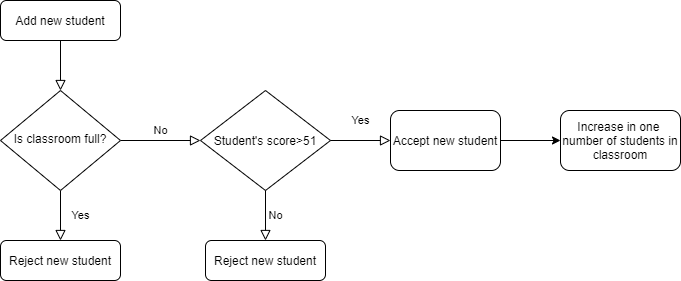 Add new student
Is classroom full?
No
Student's score>51
Yes
Accept new student
Increase in one
number of students in
classroom
Yes
No
Reject new student
Reject new student